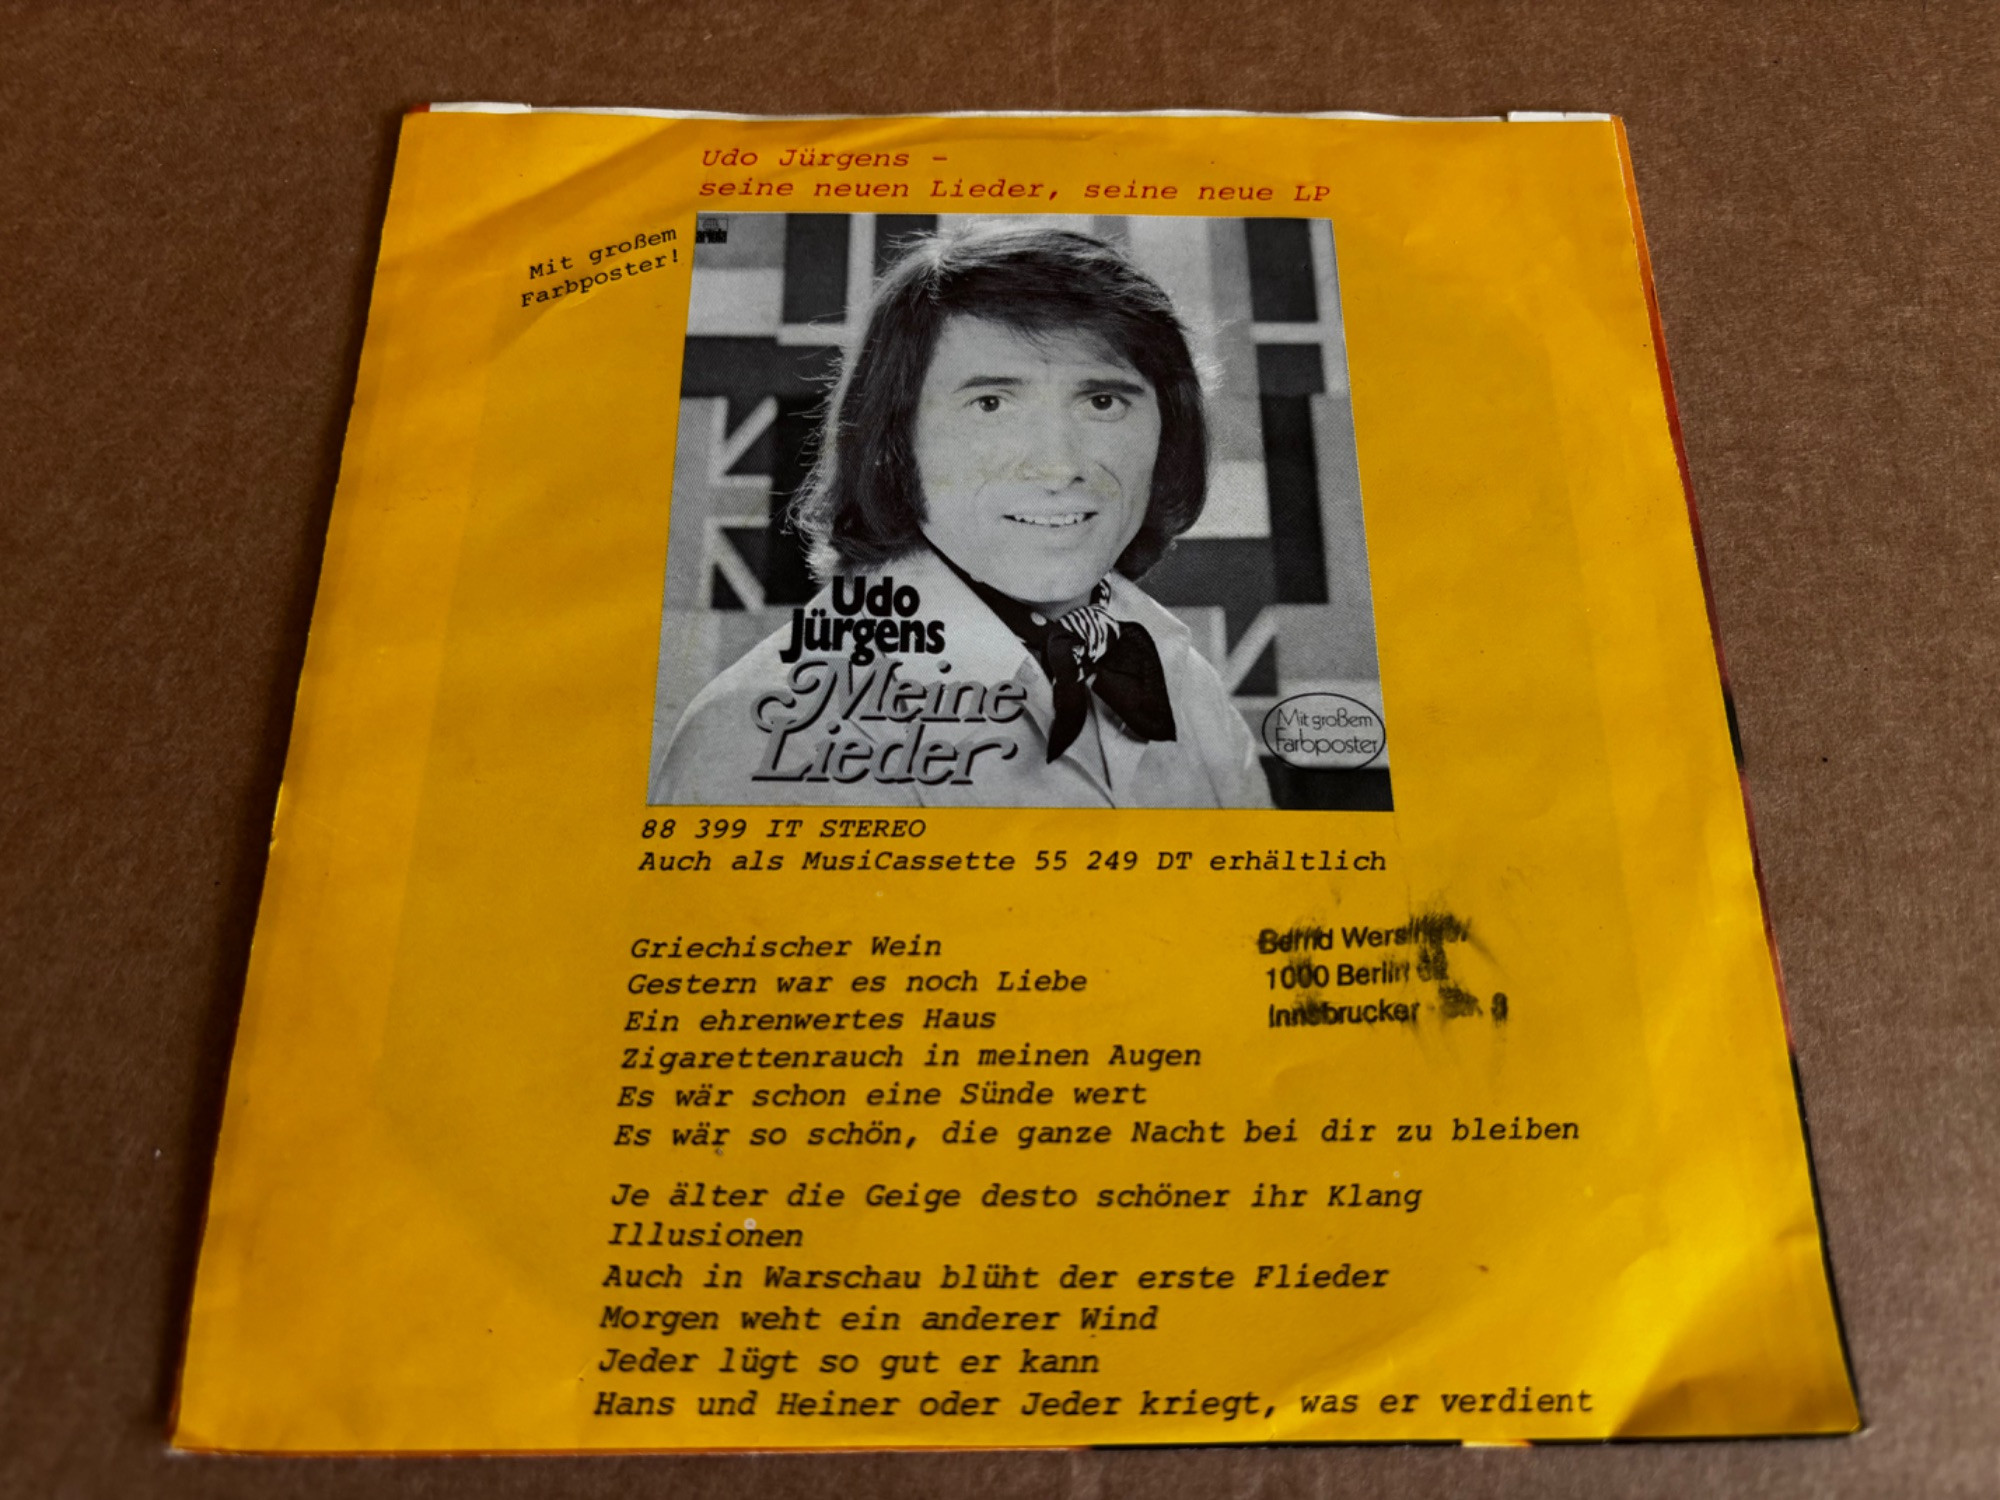 Udo Jürgens -
seine neuen Lieder, seine neue LP
Mit großem
Farbposter!
ariola
Udo
Jürgens
Meine
Lieder
Mit großem
Farbposter
88 399 IT STEREO
Auch als MusiCassette 55 249 DT erhältlich
Griechischer Wein
Gestern war es noch Liebe
Ein ehrenwertes Haus
Zigarettenrauch in meinen Augen
Es wär schon eine Sünde wert
Es wär so schön, die ganze Nacht bei dir zu bleiben
Bernd
1000 Berlin
Innsbrucker
Je älter die Geige desto schöner ihr Klang
Illusionen
Auch in Warschau blüht der erste Flieder
Morgen weht ein anderer Wind
Jeder lügt so gut er kann
Hans und Heiner oder Jeder kriegt, was er verdient